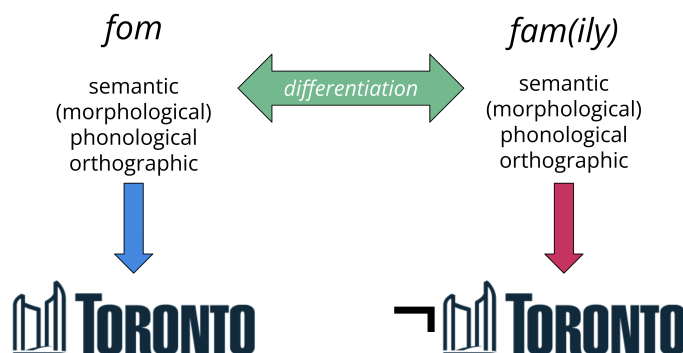 fom
fam(ily)
differentiation
semantic
(morphological)
phonological
orthographic
semantic
(morphological)
phonological
orthographic
TORONTO
¬
TORONTO